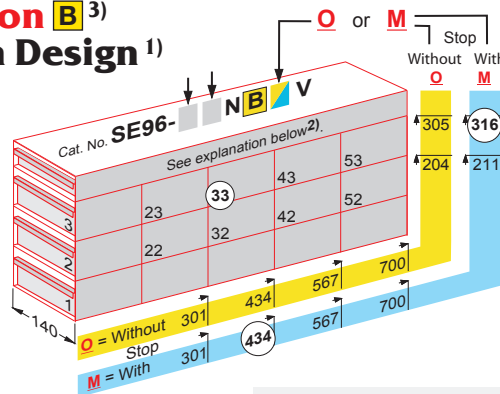 on B 3)
Design 1)
O or M
Stop
Without With
O M
Cat. No. SE96- N B V
See explanation below2).
305 316
204 211
33 43 53
3 23
22 32 42 52
2
1
140
O = Without 301 434 567 700
Stop
M = With 301 434 567 700